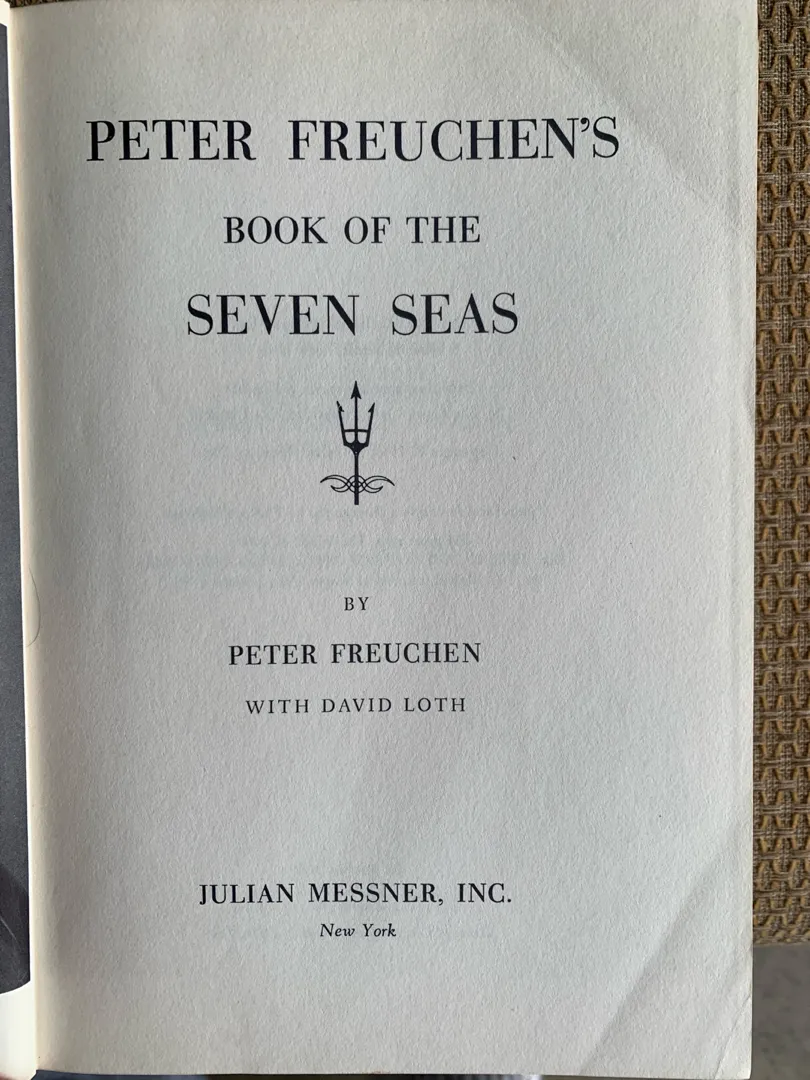 PETER FREUCHEN'S
BOOK OF THE
SEVEN SEAS
BY
PETER FREUCHEN
WITH DAVID LOTH
JULIAN MESSNER, INC.
New York